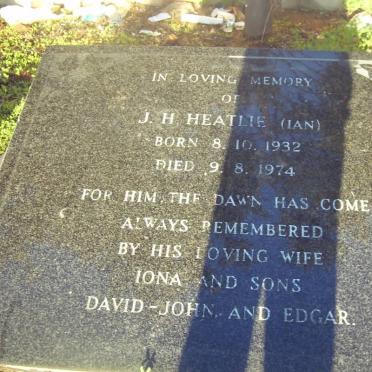 IN LOVING MEMORY
OF
J. H. HEATLIE (IAN)
BORN 8. 10. 1932
DIED 9. 8. 1974
FOR HIM THE DAWN HAS COME
ALWAYS REMEMBERED
BY HIS LOVING WIFE
IONA AND SONS
DAVID-JOHN AND EDGAR.